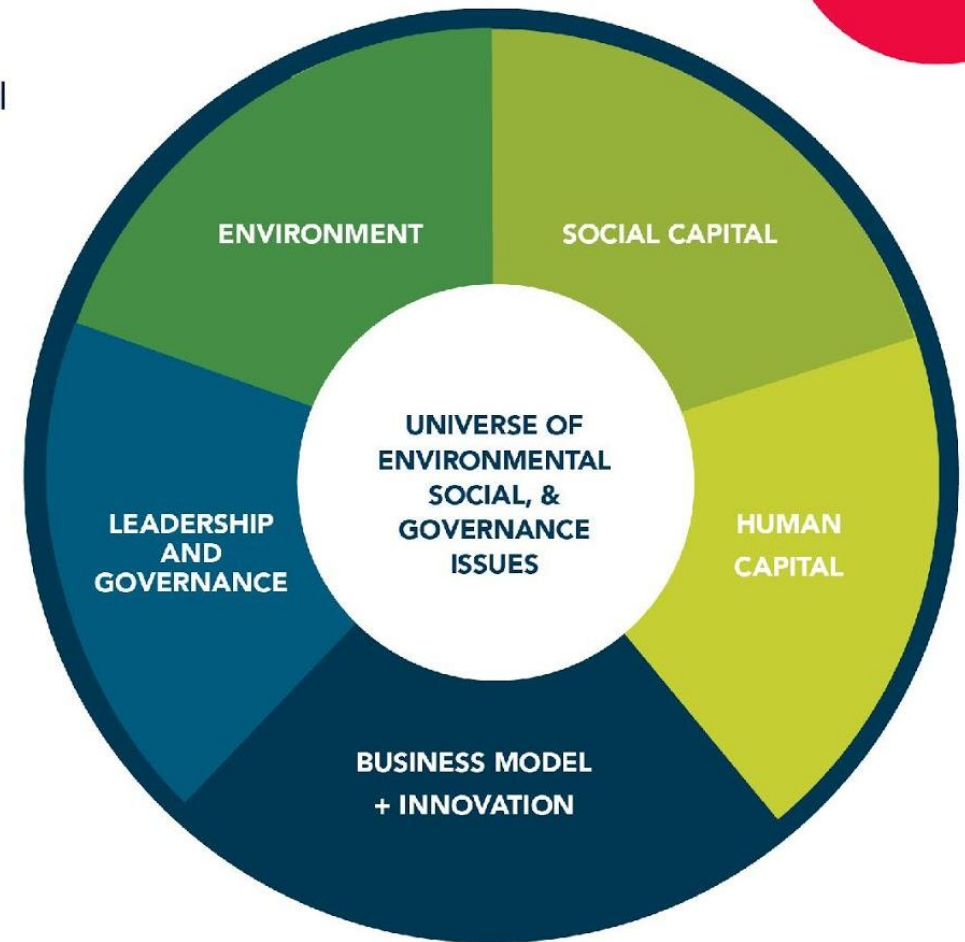 ENVIRONMENT
SOCIAL CAPITAL
UNIVERSE OF
ENVIRONMENTAL
SOCIAL, &
GOVERNANCE
ISSUES
LEADERSHIP
AND
GOVERNANCE
HUMAN
CAPITAL
BUSINESS MODEL
+ INNOVATION